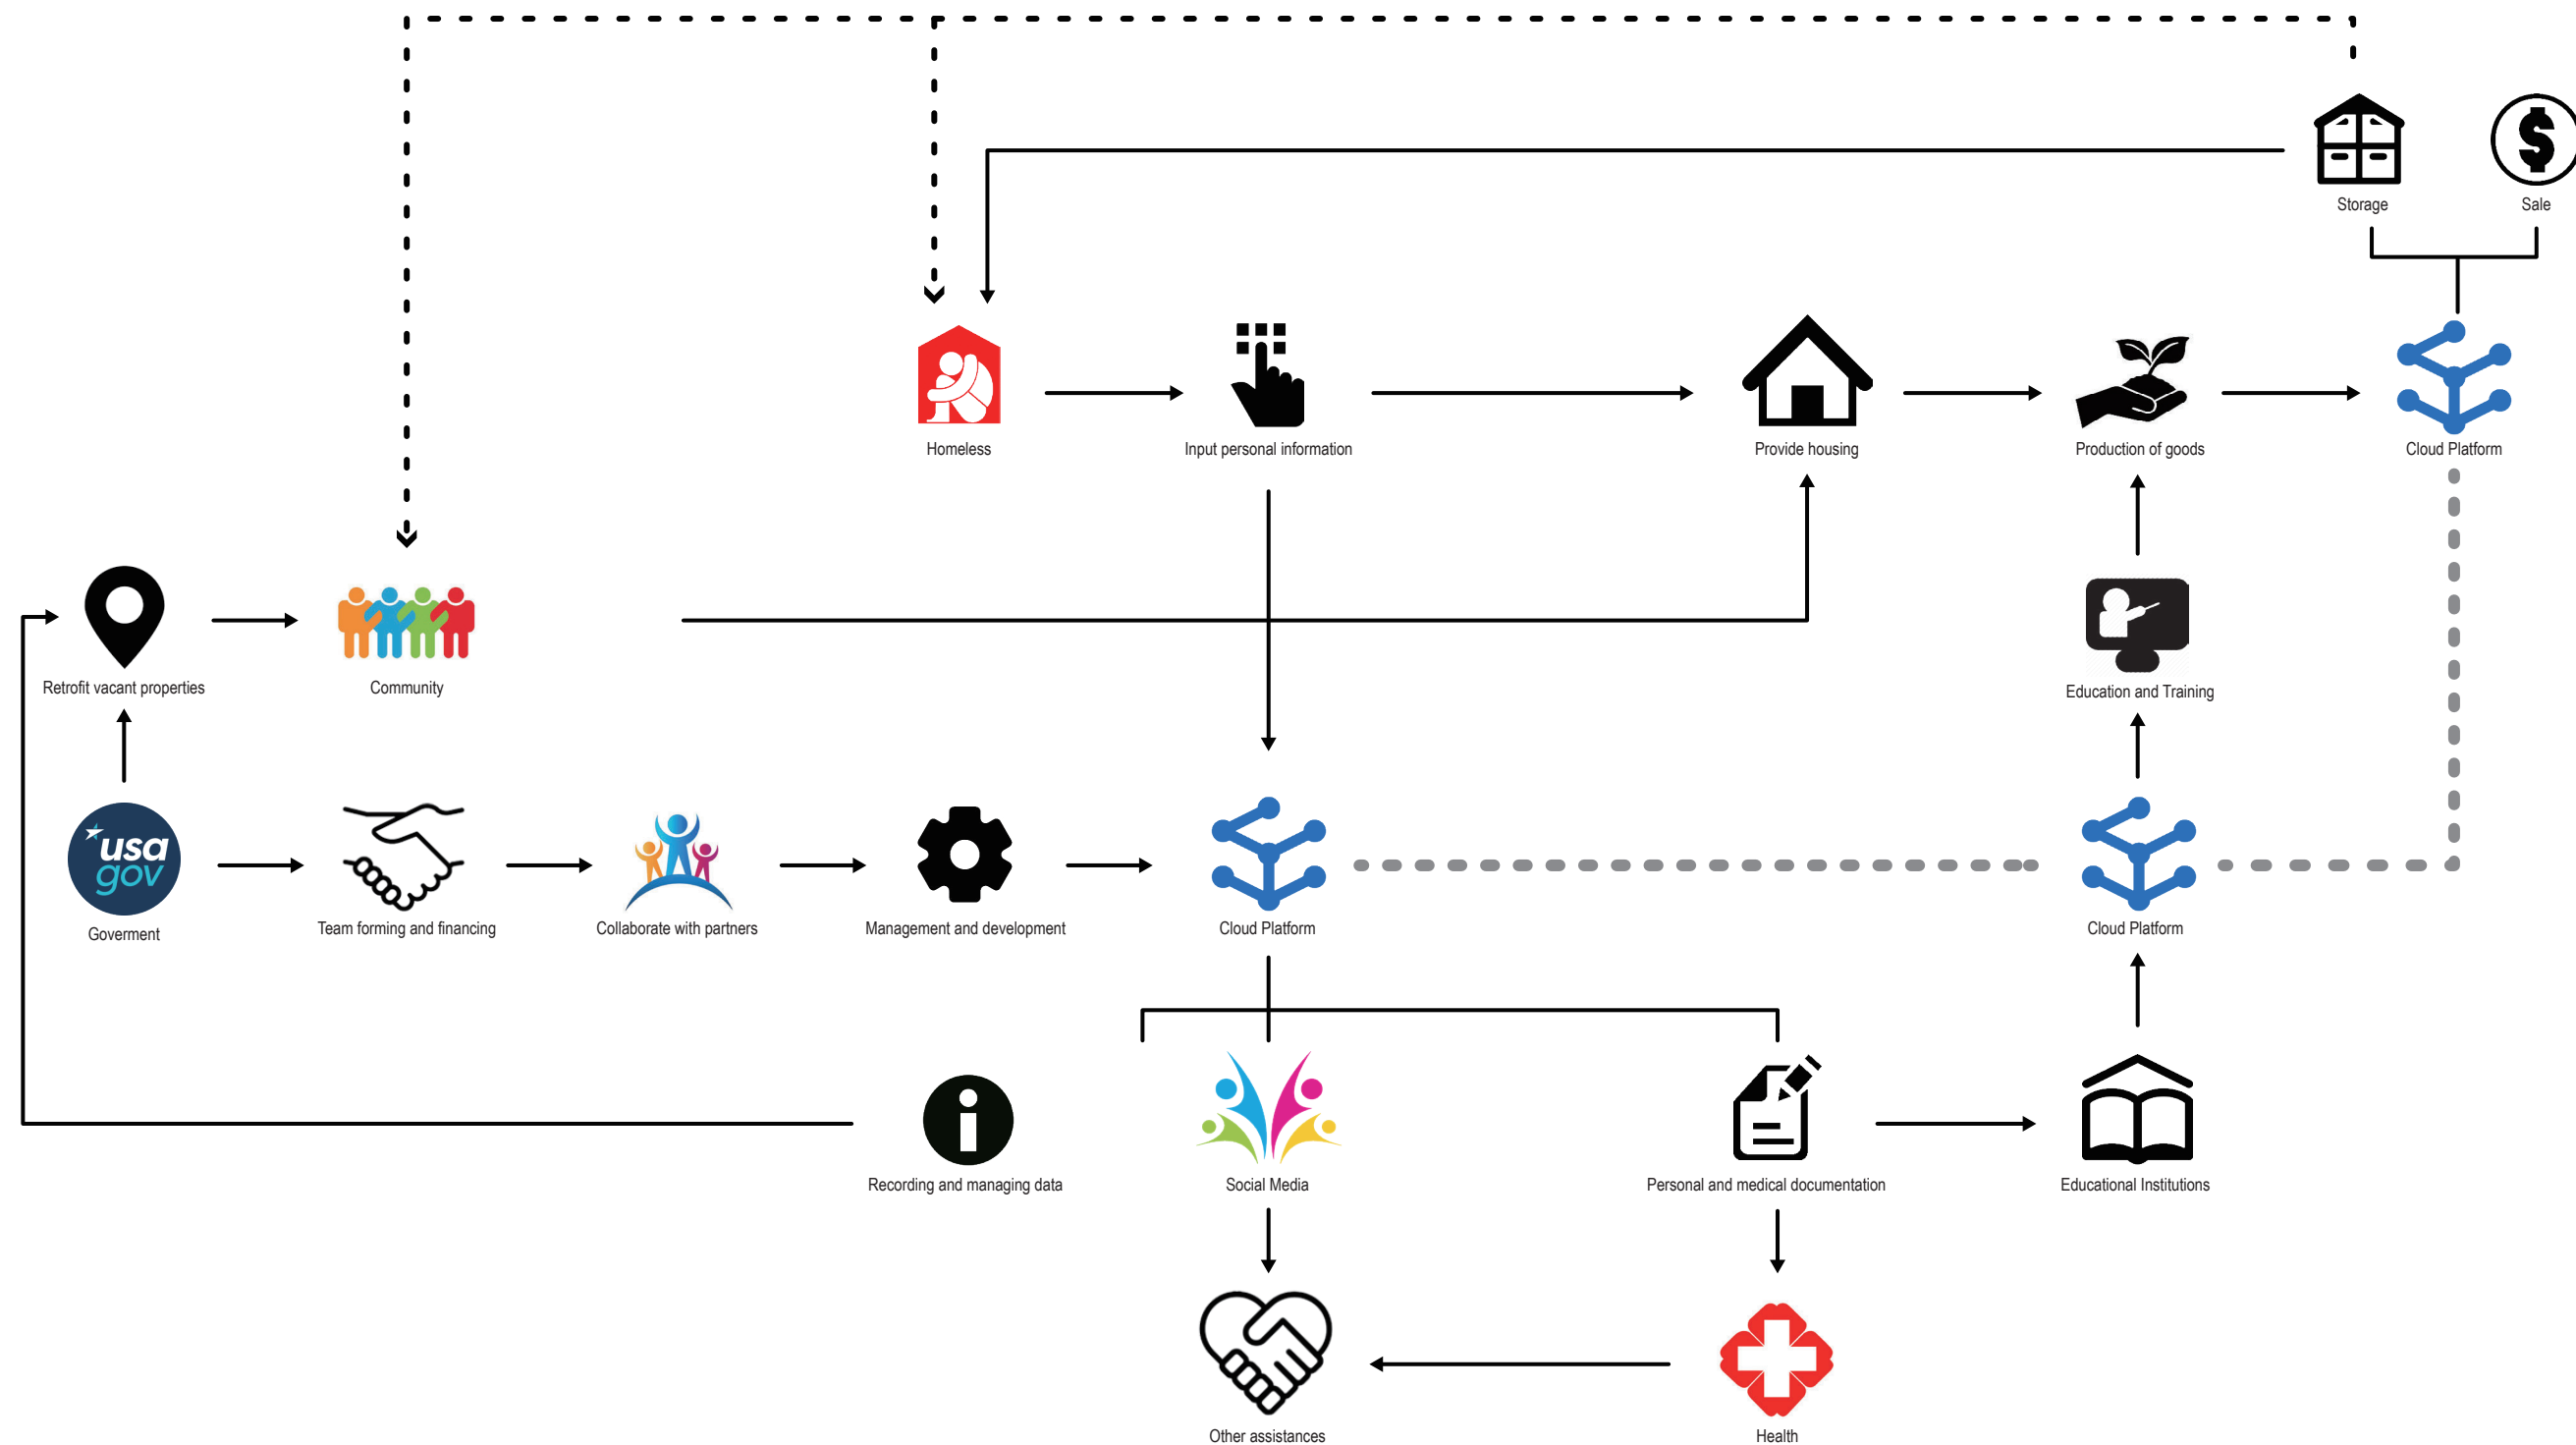 Storage
Sale
Homeless
Input personal information
Provide housing
Production of goods
Cloud Platform
Retrofit vacant properties
Community
Education and Training
usa
gov
Goverment
Team forming and financing
Collaborate with partners
Management and development
Cloud Platform
Cloud Platform
Recording and managing data
Social Media
Personal and medical documentation
Educational Institutions
Other assistances
Health